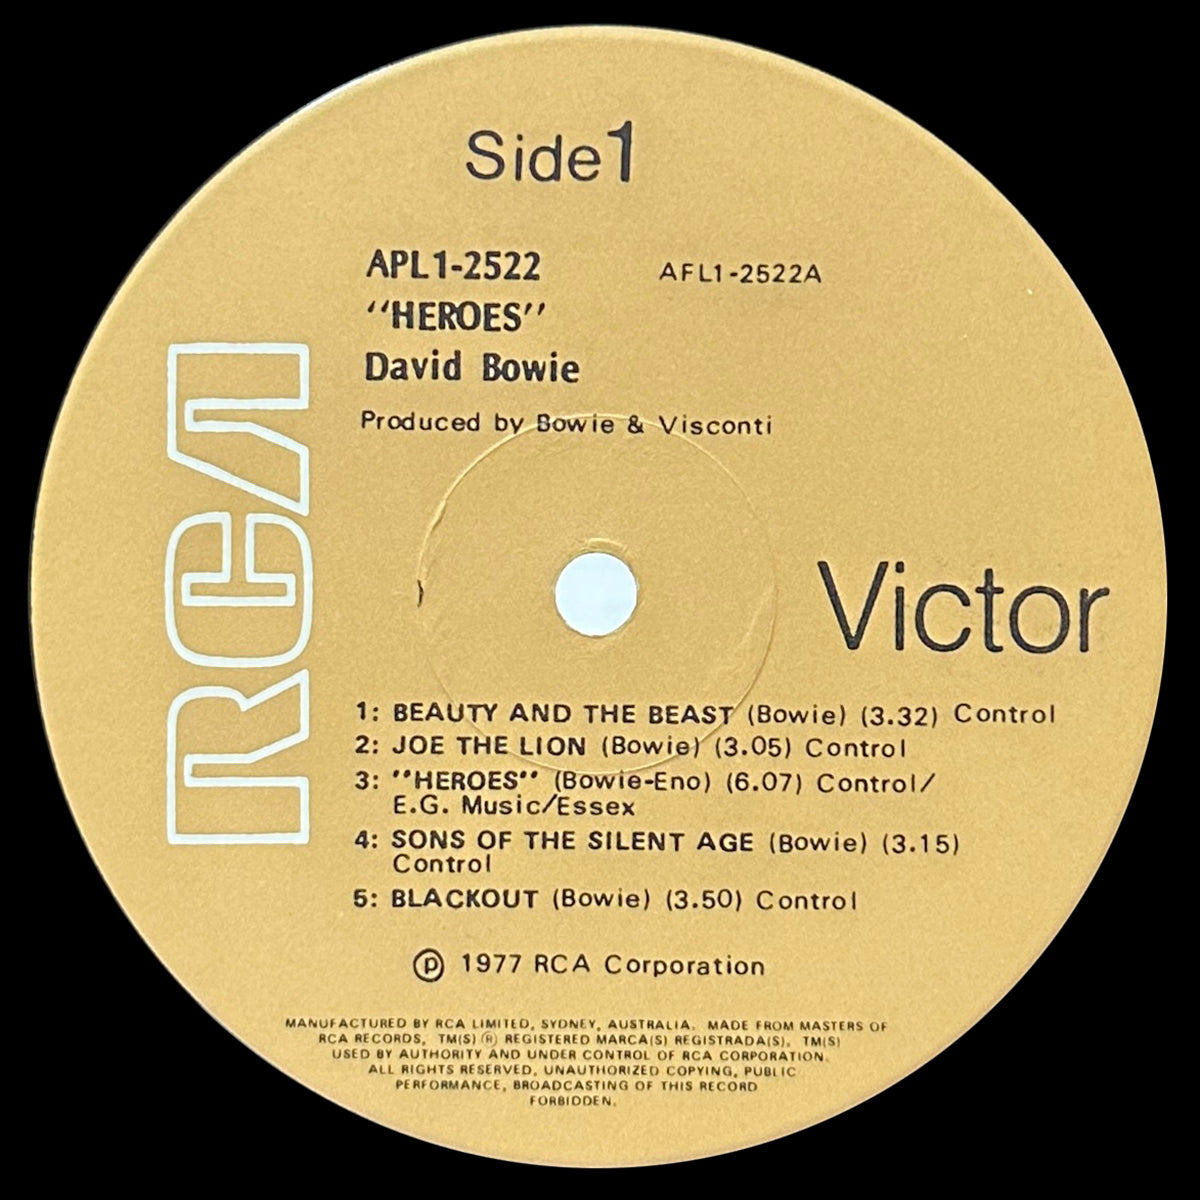 Side 1
APL1-2522 AFL1-2522A
"HEROES"
David Bowie
Produced by Bowie & Visconti
RCA
Victor
1: BEAUTY AND THE BEAST (Bowie) (3.32) Control
2: JOE THE LION (Bowie) (3.05) Control
3: "HEROES" (Bowie-Eno) (6.07) Control/
E.G. Music/Essex
4: SONS OF THE SILENT AGE (Bowie) (3.15)
Control
5: BLACKOUT (Bowie) (3.50) Control
℗ 1977 RCA Corporation
MANUFACTURED BY RCA LIMITED, SYDNEY, AUSTRALIA. MADE FROM MASTERS OF
RCA RECORDS, TM(S) ® REGISTERED MARCA(S) REGISTRADA(S). TM(S)
USED BY AUTHORITY AND UNDER CONTROL OF RCA CORPORATION.
ALL RIGHTS RESERVED, UNAUTHORIZED COPYING, PUBLIC
PERFORMANCE, BROADCASTING OF THIS RECORD
FORBIDDEN.